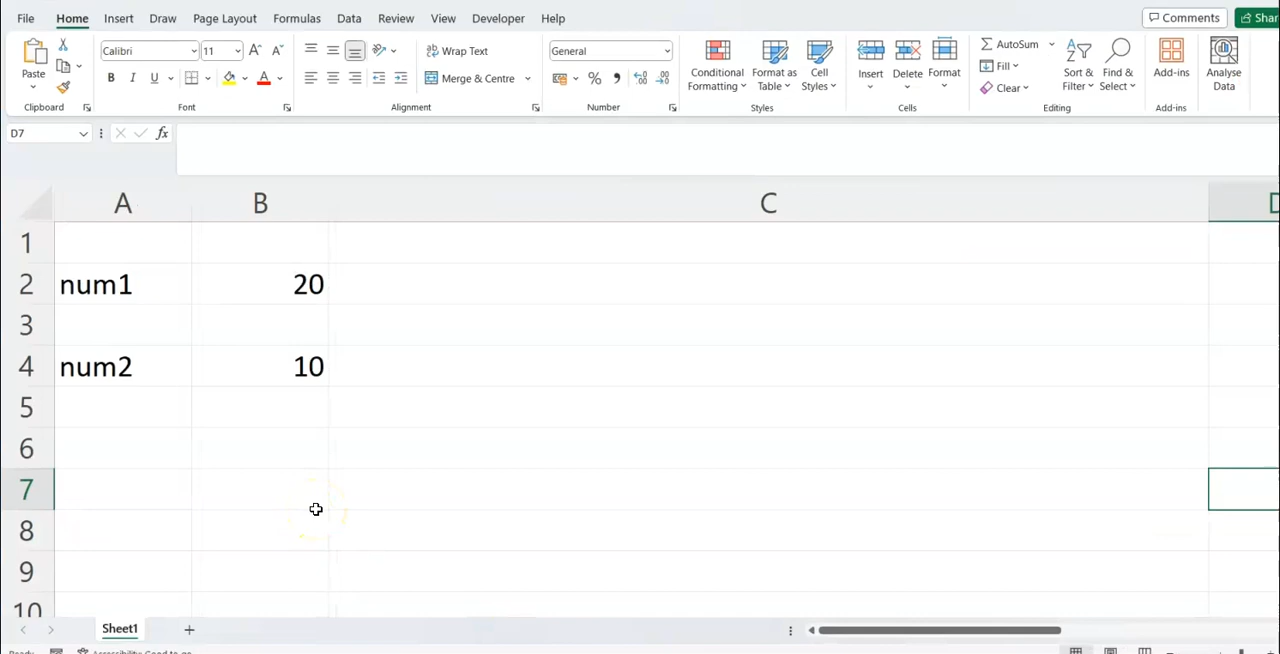 File Home Insert Draw Page Layout Formulas Data Review View Developer Help Comments Shar
Paste Calibri 11 Wrap Text General Conditional Formatting Format as Table Cell Styles Insert Delete Format AutoSum Sort & Filter Find & Select Add-ins Analyse Data
B I U Merge & Centre % Fill
Clear
Clipboard Font Alignment Number Styles Cells Editing Add-ins
D7 fx
A B C D
1
2 num1 20
3
4 num2 10
5
6
7
8
9
10
Sheet1